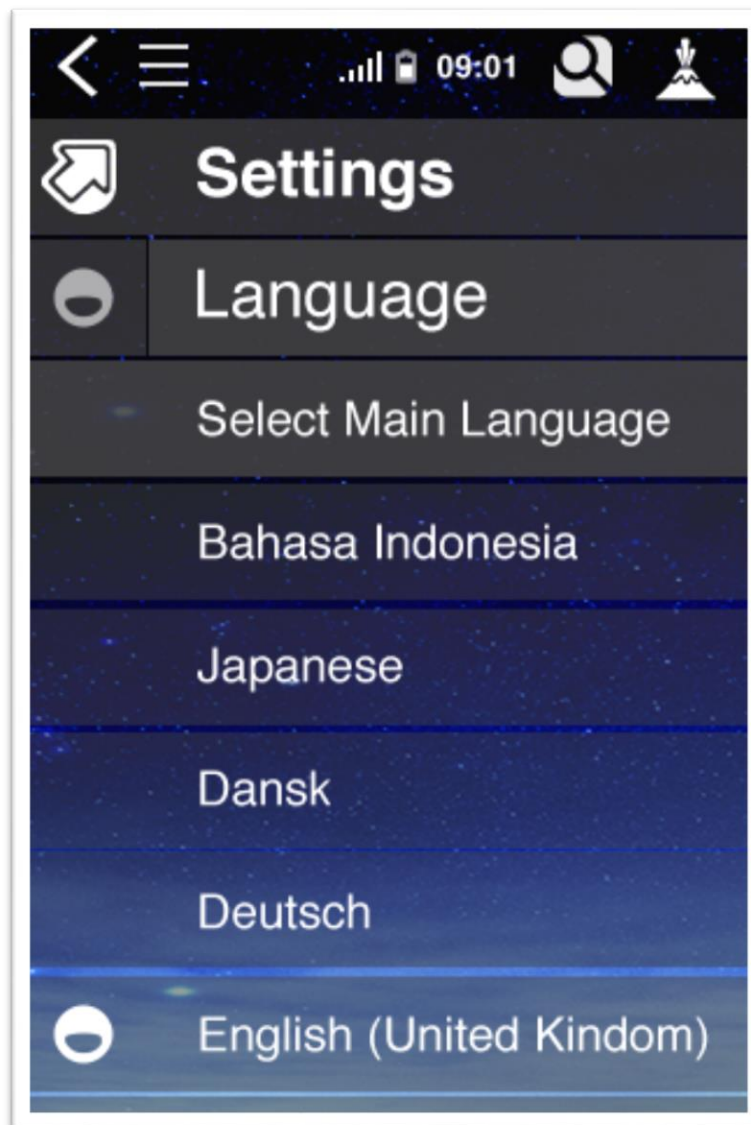 09:01
Settings
Language
Select Main Language
Bahasa Indonesia
Japanese
Dansk
Deutsch
English (United Kindom)